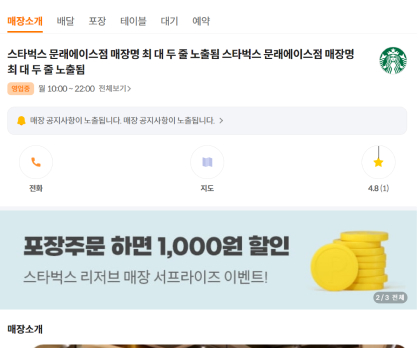 매장소개 배달 포장 테이블 대기 예약
스타벅스 문래에이스점 매장명 최 대 두 줄 노출됨 스타벅스 문래에이스점 매장명
최 대 두 줄 노출됨
영업중 월 10:00 ~ 22:00 전체보기>
매장 공지사항이 노출됩니다. 매장 공지사항이 노출됩니다. >
전화 지도 4.8 (1)
포장주문 하면 1,000원 할인
스타벅스 리저브 매장 서프라이즈 이벤트!
2/3 전체
매장소개